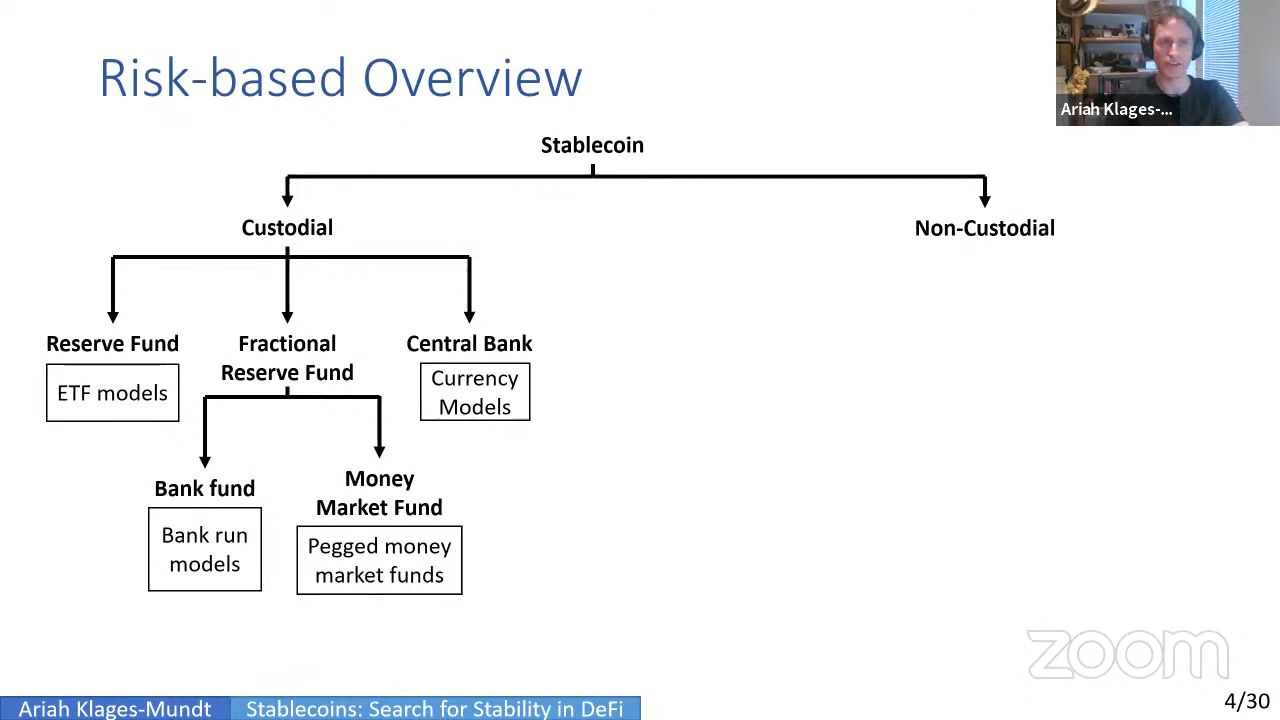 Risk-based Overview
Ariah Klages-...
Stablecoin
Custodial
Non-Custodial
Reserve Fund
ETF models
Fractional
Reserve Fund
Central Bank
Currency
Models
Bank fund
Bank run
models
Money
Market Fund
Pegged money
market funds
zoom
Ariah Klages-Mundt
Stablecoins: Search for Stability in DeFi
4/30